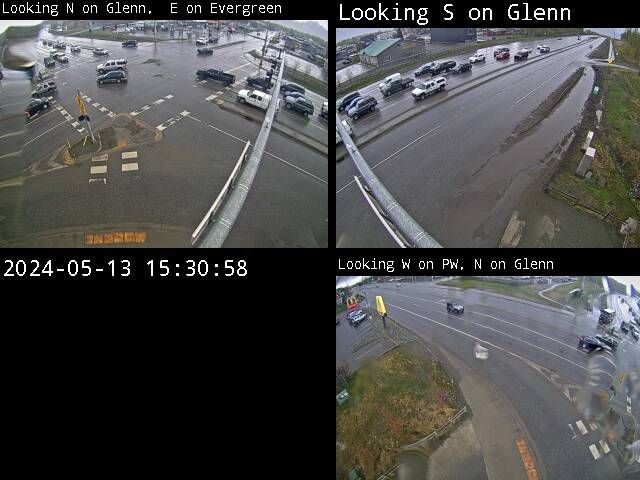 Looking N on Glenn, E on Evergreen
Looking S on Glenn
2024-05-13 15:30:58
Looking W on PW, N on Glenn